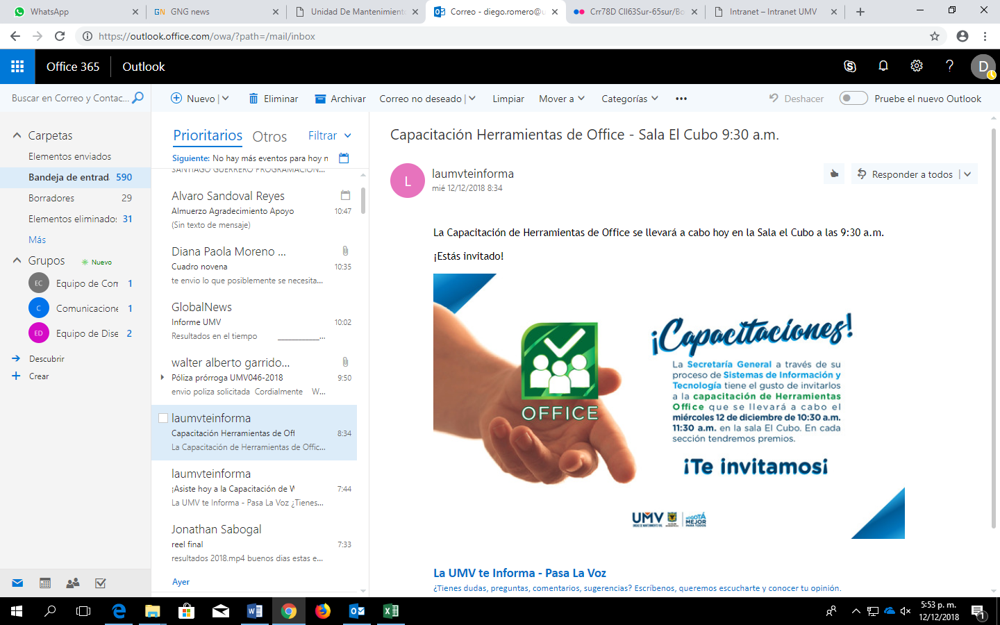 WhatsApp
GNG news
Unidad De Mantenimient
Correo - diego.romero@u
Crr78D Cll63Sur-65sur/Bo
Intranet – Intranet UMV
https://outlook.office.com/owa/?path=/mail/inbox
Office 365
Outlook
D
Buscar en Correo y Contac...
Nuevo
Eliminar
Archivar
Correo no deseado
Limpiar
Mover a
Categorías
Deshacer
Pruebe el nuevo Outlook
Carpetas
Elementos enviados
Bandeja de entrada 590
Borradores 29
Elementos eliminados 31
Más
Grupos Nuevo
EC Equipo de Com 1
C Comunicacione 1
ED Equipo de Dise 2
Descubrir
Crear
Prioritarios Otros Filtrar
Siguiente: No hay más eventos para hoy n
SANTIAGO GUERRERO PROGRAMACION...
Alvaro Sandoval Reyes
Almuerzo Agradecimiento Apoyo 10:47
(Sin texto de mensaje)
Diana Paola Moreno ...
Cuadro novena 10:35
te envio lo que posiblemente se necesita...
GlobalNews
Informe UMV 10:02
Resultados en el tiempo ___________...
walter alberto garrido...
Póliza prórroga UMV046-2018 9:50
envio poliza solicitada Cordialmente W...
laumvteinforma
Capacitación Herramientas de Off 8:34
La Capacitación de Herramientas de Offic...
laumvteinforma
¡Asiste hoy a la Capacitación de W 7:44
La UMV te Informa - Pasa La Voz ¿Tienes...
Jonathan Sabogal
reel final 7:33
resultados 2018.mp4 buenos dias estas e...
Ayer
Capacitación Herramientas de Office - Sala El Cubo 9:30 a.m.
L
laumvteinforma
mié 12/12/2018 8:34
Responder a todos
La Capacitación de Herramientas de Office se llevará a cabo hoy en la Sala el Cubo a las 9:30 a.m.
¡Estás invitado!
OFFICE
¡Capacitaciones!
La Secretaría General a través de su
proceso de Sistemas de Información y
Tecnología tiene el gusto de invitarlos
a la capacitación de Herramientas
Office que se llevará a cabo el
miércoles 12 de diciembre de 10:30 a.m.
11:30 a.m. en la sala El Cubo. En cada
sección tendremos premios.
¡Te invitamos¡
UMV
BOGOTÁ
MEJOR
PARA TODOS
La UMV te Informa - Pasa La Voz
¿Tienes dudas, preguntas, comentarios, sugerencias? Escríbenos, queremos escucharte y conocer tu opinión.
5:53 p. m.
12/12/2018
1